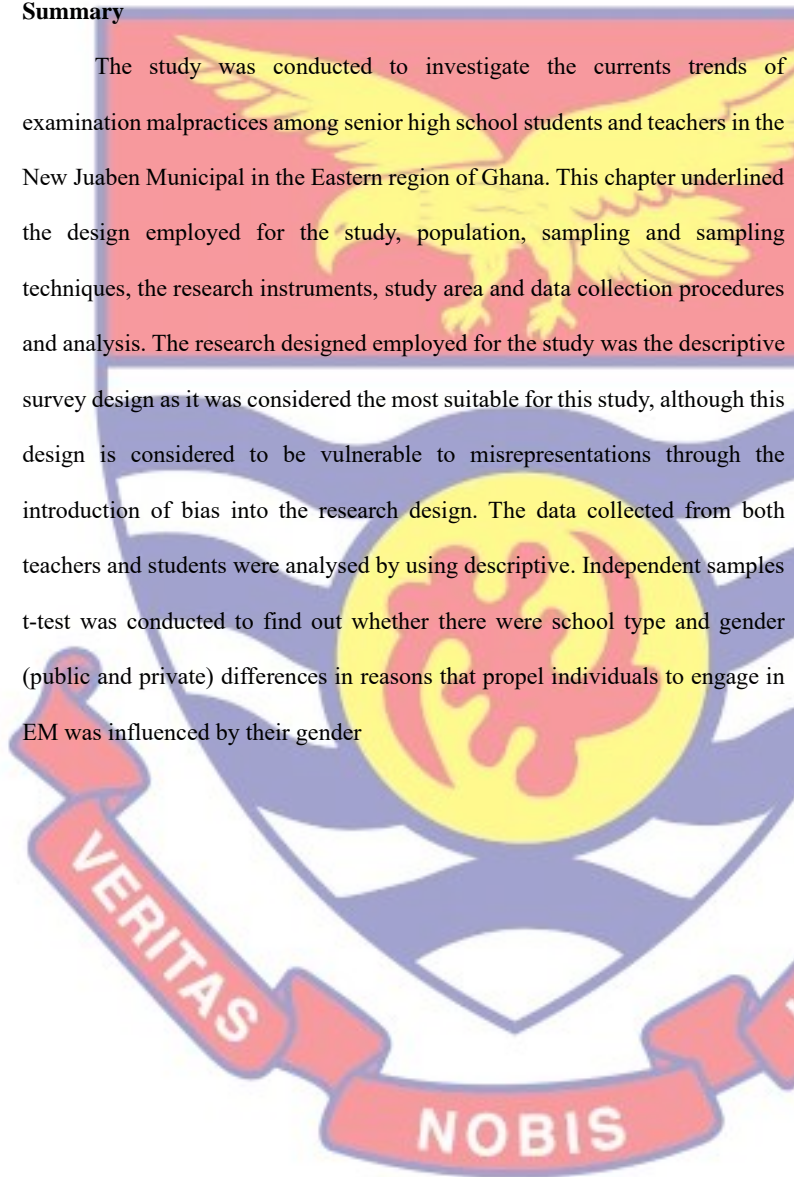 Summary
The study was conducted to investigate the currents trends of
examination malpractices among senior high school students and teachers in the
New Juaben Municipal in the Eastern region of Ghana. This chapter underlined
the design employed for the study, population, sampling and sampling
techniques, the research instruments, study area and data collection procedures
and analysis. The research designed employed for the study was the descriptive
survey design as it was considered the most suitable for this study, although this
design is considered to be vulnerable to misrepresentations through the
introduction of bias into the research design. The data collected from both
teachers and students were analysed by using descriptive. Independent samples
t-test was conducted to find out whether there were school type and gender
(public and private) differences in reasons that propel individuals to engage in
EM was influenced by their gender
VERITAS
NOBIS